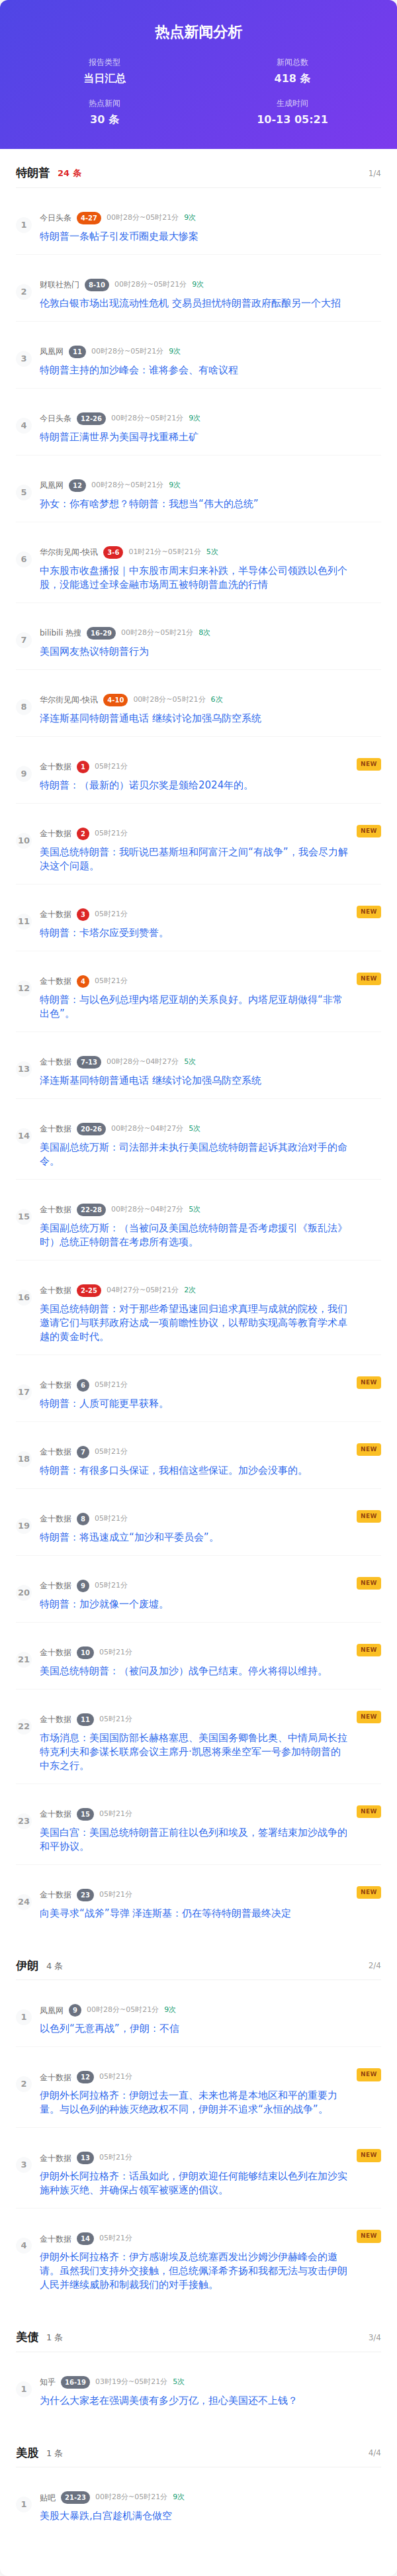 热点新闻分析
报告类型
新闻总数
当日汇总
418 条
热点新闻
生成时间
30 条
10-13 05:21
特朗普 24 条 1/4
1 今日头条 4-27 00时28分~05时21分 9次
特朗普一条帖子引发币圈史最大惨案
2 财联社热门 8-10 00时28分~05时21分 9次
伦敦白银市场出现流动性危机 交易员担忧特朗普政府酝酿另一个大招
3 凤凰网 11 00时28分~05时21分 9次
特朗普主持的加沙峰会：谁将参会、有啥议程
4 今日头条 12-26 00时28分~05时21分 9次
特朗普正满世界为美国寻找重稀土矿
5 凤凰网 12 00时28分~05时21分 9次
孙女：你有啥梦想？特朗普：我想当“伟大的总统”
6 华尔街见闻-快讯 3-6 01时21分~05时21分 5次
中东股市收盘播报｜中东股市周末归来补跌，半导体公司领跌以色列个
股，没能逃过全球金融市场周五被特朗普血洗的行情
7 bilibili 热搜 16-29 00时28分~05时21分 8次
美国网友热议特朗普行为
8 华尔街见闻-快讯 4-10 00时28分~05时21分 6次
泽连斯基同特朗普通电话 继续讨论加强乌防空系统
9 金十数据 1 05时21分 NEW
特朗普：（最新的）诺贝尔奖是颁给2024年的。
10 金十数据 2 05时21分 NEW
美国总统特朗普：我听说巴基斯坦和阿富汗之间“有战争”，我会尽力解
决这个问题。
11 金十数据 3 05时21分 NEW
特朗普：卡塔尔应受到赞誉。
12 金十数据 4 05时21分 NEW
特朗普：与以色列总理内塔尼亚胡的关系良好。内塔尼亚胡做得“非常
出色”。
13 金十数据 7-13 00时28分~04时27分 5次
泽连斯基同特朗普通电话 继续讨论加强乌防空系统
14 金十数据 20-26 00时28分~04时27分 5次
美国副总统万斯：司法部并未执行美国总统特朗普起诉其政治对手的命
令。
15 金十数据 22-28 00时28分~04时27分 5次
美国副总统万斯：（当被问及美国总统特朗普是否考虑援引《叛乱法》
时）总统正特朗普在考虑所有选项。
16 金十数据 2-25 04时27分~05时21分 2次
美国总统特朗普：对于那些希望迅速回归追求真理与成就的院校，我们
邀请它们与联邦政府达成一项前瞻性协议，以帮助实现高等教育学术卓
越的黄金时代。
17 金十数据 6 05时21分 NEW
特朗普：人质可能更早获释。
18 金十数据 7 05时21分 NEW
特朗普：有很多口头保证，我相信这些保证。加沙会没事的。
19 金十数据 8 05时21分 NEW
特朗普：将迅速成立“加沙和平委员会”。
20 金十数据 9 05时21分 NEW
特朗普：加沙就像一个废墟。
21 金十数据 10 05时21分 NEW
美国总统特朗普：（被问及加沙）战争已结束。停火将得以维持。
22 金十数据 11 05时21分 NEW
市场消息：美国国防部长赫格塞思、美国国务卿鲁比奥、中情局局长拉
特克利夫和参谋长联席会议主席丹·凯恩将乘坐空军一号参加特朗普的
中东之行。
23 金十数据 15 05时21分 NEW
美国白宫：美国总统特朗普正前往以色列和埃及，签署结束加沙战争的
和平协议。
24 金十数据 23 05时21分 NEW
向美寻求“战斧”导弹 泽连斯基：仍在等待特朗普最终决定
伊朗 4 条 2/4
1 凤凰网 9 00时28分~05时21分 9次
以色列“无意再战”，伊朗：不信
2 金十数据 12 05时21分 NEW
伊朗外长阿拉格齐：伊朗过去一直、未来也将是本地区和平的重要力
量。与以色列的种族灭绝政权不同，伊朗并不追求“永恒的战争”。
3 金十数据 13 05时21分 NEW
伊朗外长阿拉格齐：话虽如此，伊朗欢迎任何能够结束以色列在加沙实
施种族灭绝、并确保占领军被驱逐的倡议。
4 金十数据 14 05时21分 NEW
伊朗外长阿拉格齐：伊方感谢埃及总统塞西发出沙姆沙伊赫峰会的邀
请。虽然我们支持外交接触，但总统佩泽希齐扬和我都无法与攻击伊朗
人民并继续威胁和制裁我们的对手接触。
美债 1 条 3/4
1 知乎 16-19 03时19分~05时21分 5次
为什么大家老在强调美债有多少万亿，担心美国还不上钱？
美股 1 条 4/4
1 贴吧 21-23 00时28分~05时21分 9次
美股大暴跌,白宫趁机满仓做空